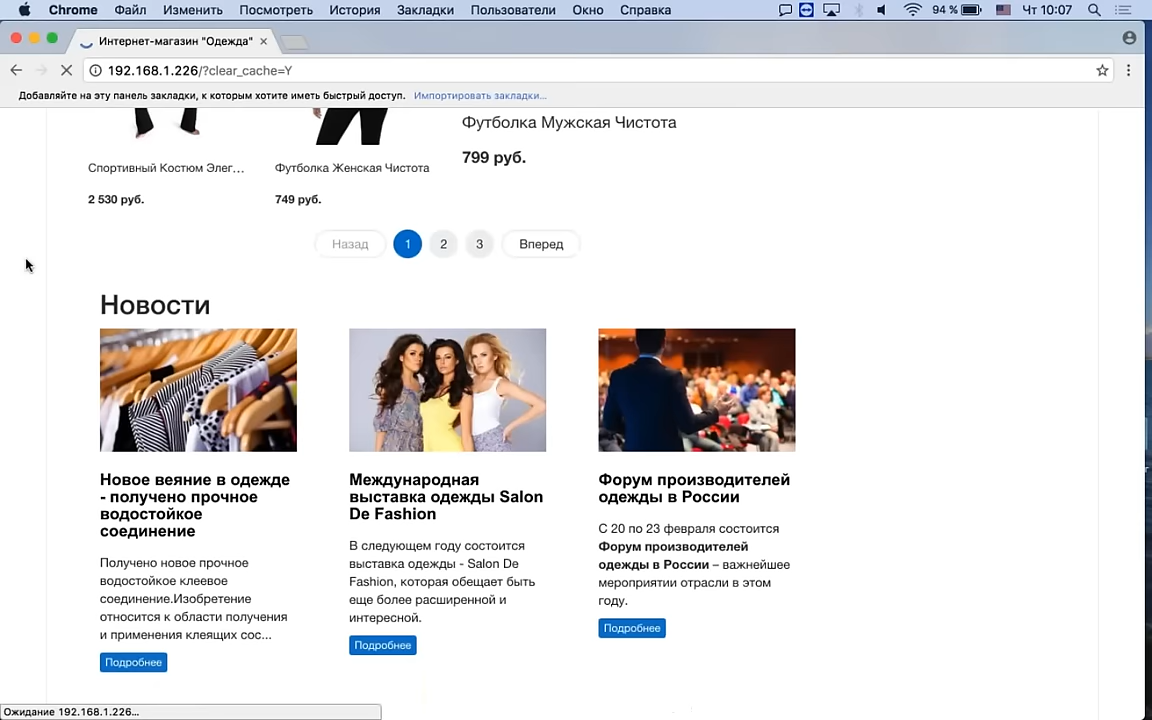 Chrome Файл Изменить Посмотреть История Закладки Пользователи Окно Справка 94 % Чт 10:07
Интернет-магазин "Одежда"
192.168.1.226/?clear_cache=Y
Добавляйте на эту панель закладки, к которым хотите иметь быстрый доступ. Импортировать закладки...
Футболка Мужская Чистота
799 руб.
Спортивный Костюм Элег... Футболка Женская Чистота
2 530 руб. 749 руб.
Назад 1 2 3 Вперед
Новости
Новое веяние в одежде
- получено прочное
водостойкое
соединение
Получено новое прочное
водостойкое клеевое
соединение.Изобретение
относится к области получения
и применения клеящих сос...
Подробнее
Международная
выставка одежды Salon
De Fashion
В следующем году состоится
выставка одежды - Salon De
Fashion, которая обещает быть
еще более расширенной и
интересной.
Подробнее
Форум производителей
одежды в России
С 20 по 23 февраля состоится
Форум производителей
одежды в России – важнейшее
мероприятии отрасли в этом
году.
Подробнее
Ожидание 192.168.1.226...